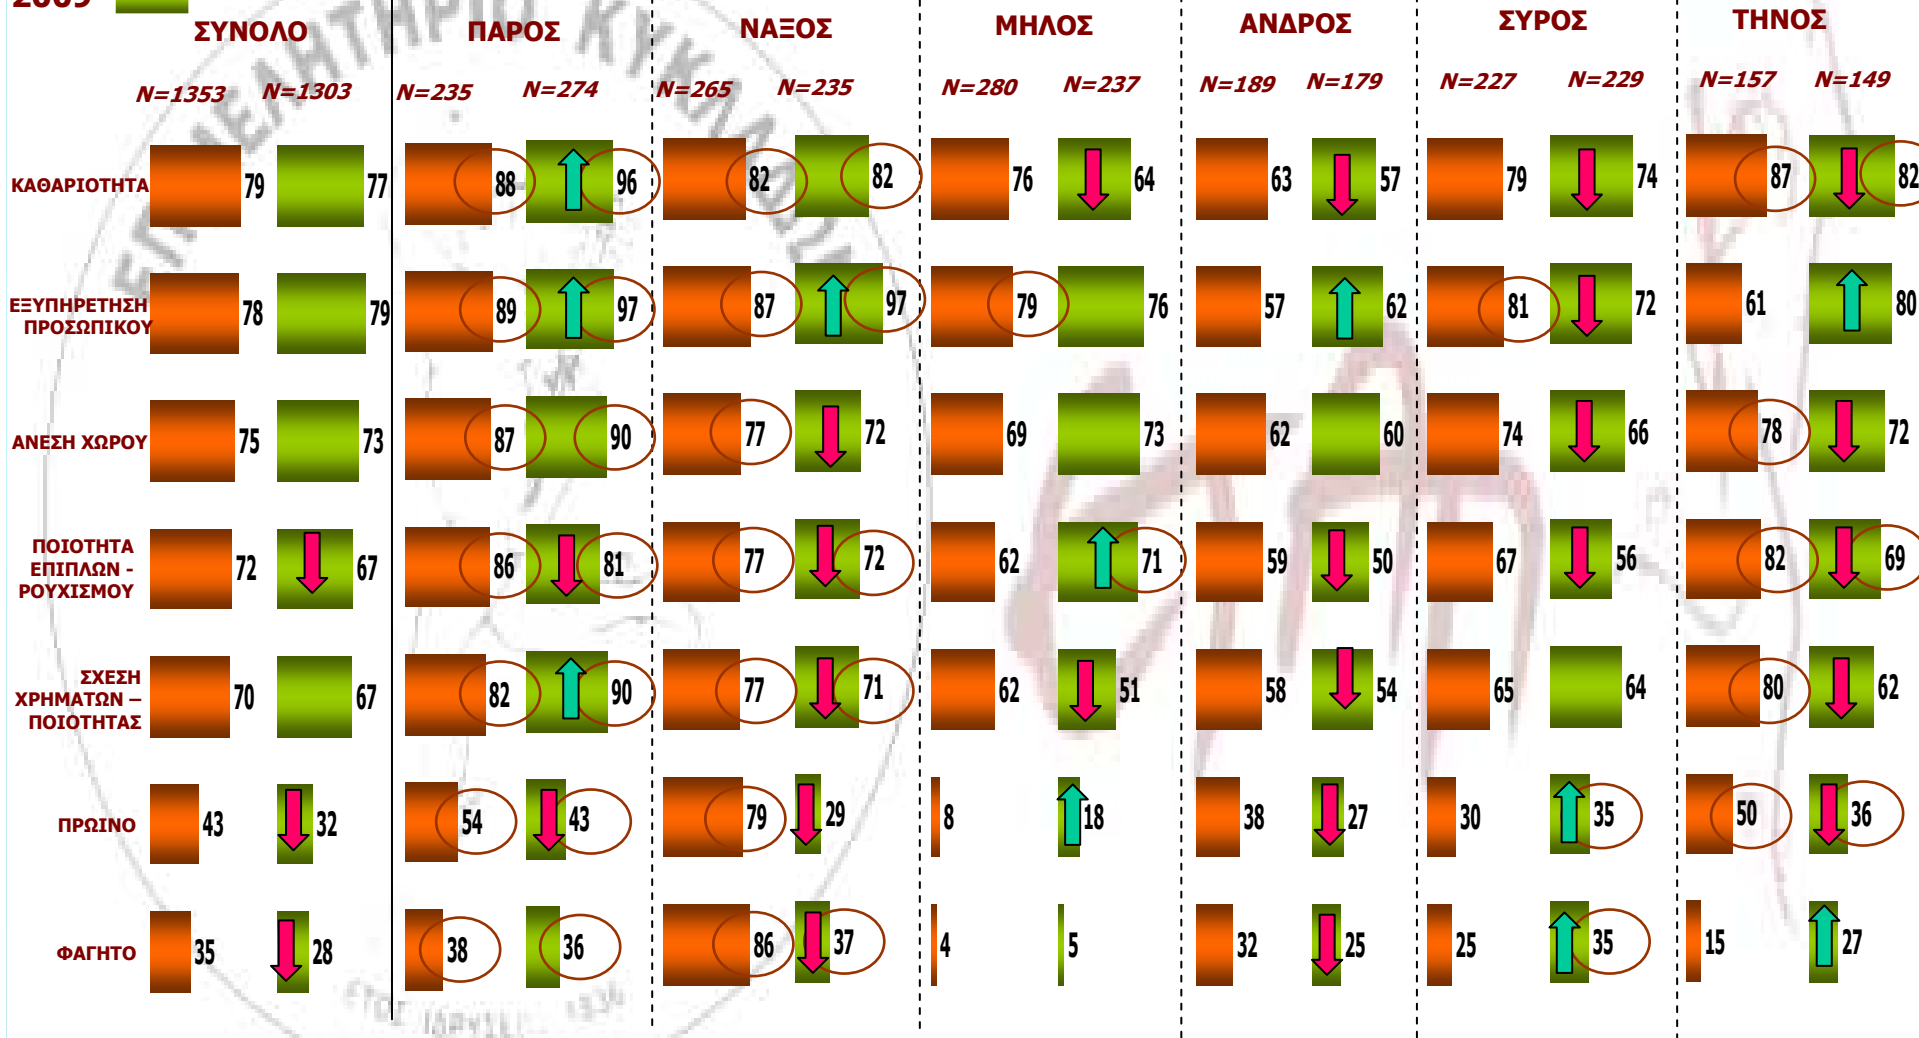 2009
ΣΥΝΟΛΟ ΠΑΡΟΣ ΝΑΞΟΣ ΜΗΛΟΣ ΑΝΔΡΟΣ ΣΥΡΟΣ ΤΗΝΟΣ
N=1353 N=1303 N=235 N=274 N=265 N=235 N=280 N=237 N=189 N=179 N=227 N=229 N=157 N=149
ΚΑΘΑΡΙΟΤΗΤΑ 79 77 88 96 82 82 76 64 63 57 79 74 87 82
ΕΞΥΠΗΡΕΤΗΣΗ
ΠΡΟΣΩΠΙΚΟΥ 78 79 89 97 87 97 79 76 57 62 81 72 61 80
ΑΝΕΣΗ ΧΩΡΟΥ 75 73 87 90 77 72 69 73 62 60 74 66 78 72
ΠΟΙΟΤΗΤΑ
ΕΠΙΠΛΩΝ - 72 67 86 81 77 72 62 71 59 50 67 56 82 69
ΡΟΥΧΙΣΜΟΥ
ΣΧΕΣΗ
ΧΡΗΜΑΤΩΝ – 70 67 82 90 77 71 62 51 58 54 65 64 80 62
ΠΟΙΟΤΗΤΑΣ
ΠΡΩΙΝΟ 43 32 54 43 79 29 8 18 38 27 30 35 50 36
ΦΑΓΗΤΟ 35 28 38 36 86 37 4 5 32 25 25 35 15 27
ΕΠΙΜΕΛΗΤΗΡΙΟ ΚΥΚΛΑΔΩΝ
ΕΤΟΣ ΙΔΡΥΣΕ 1836